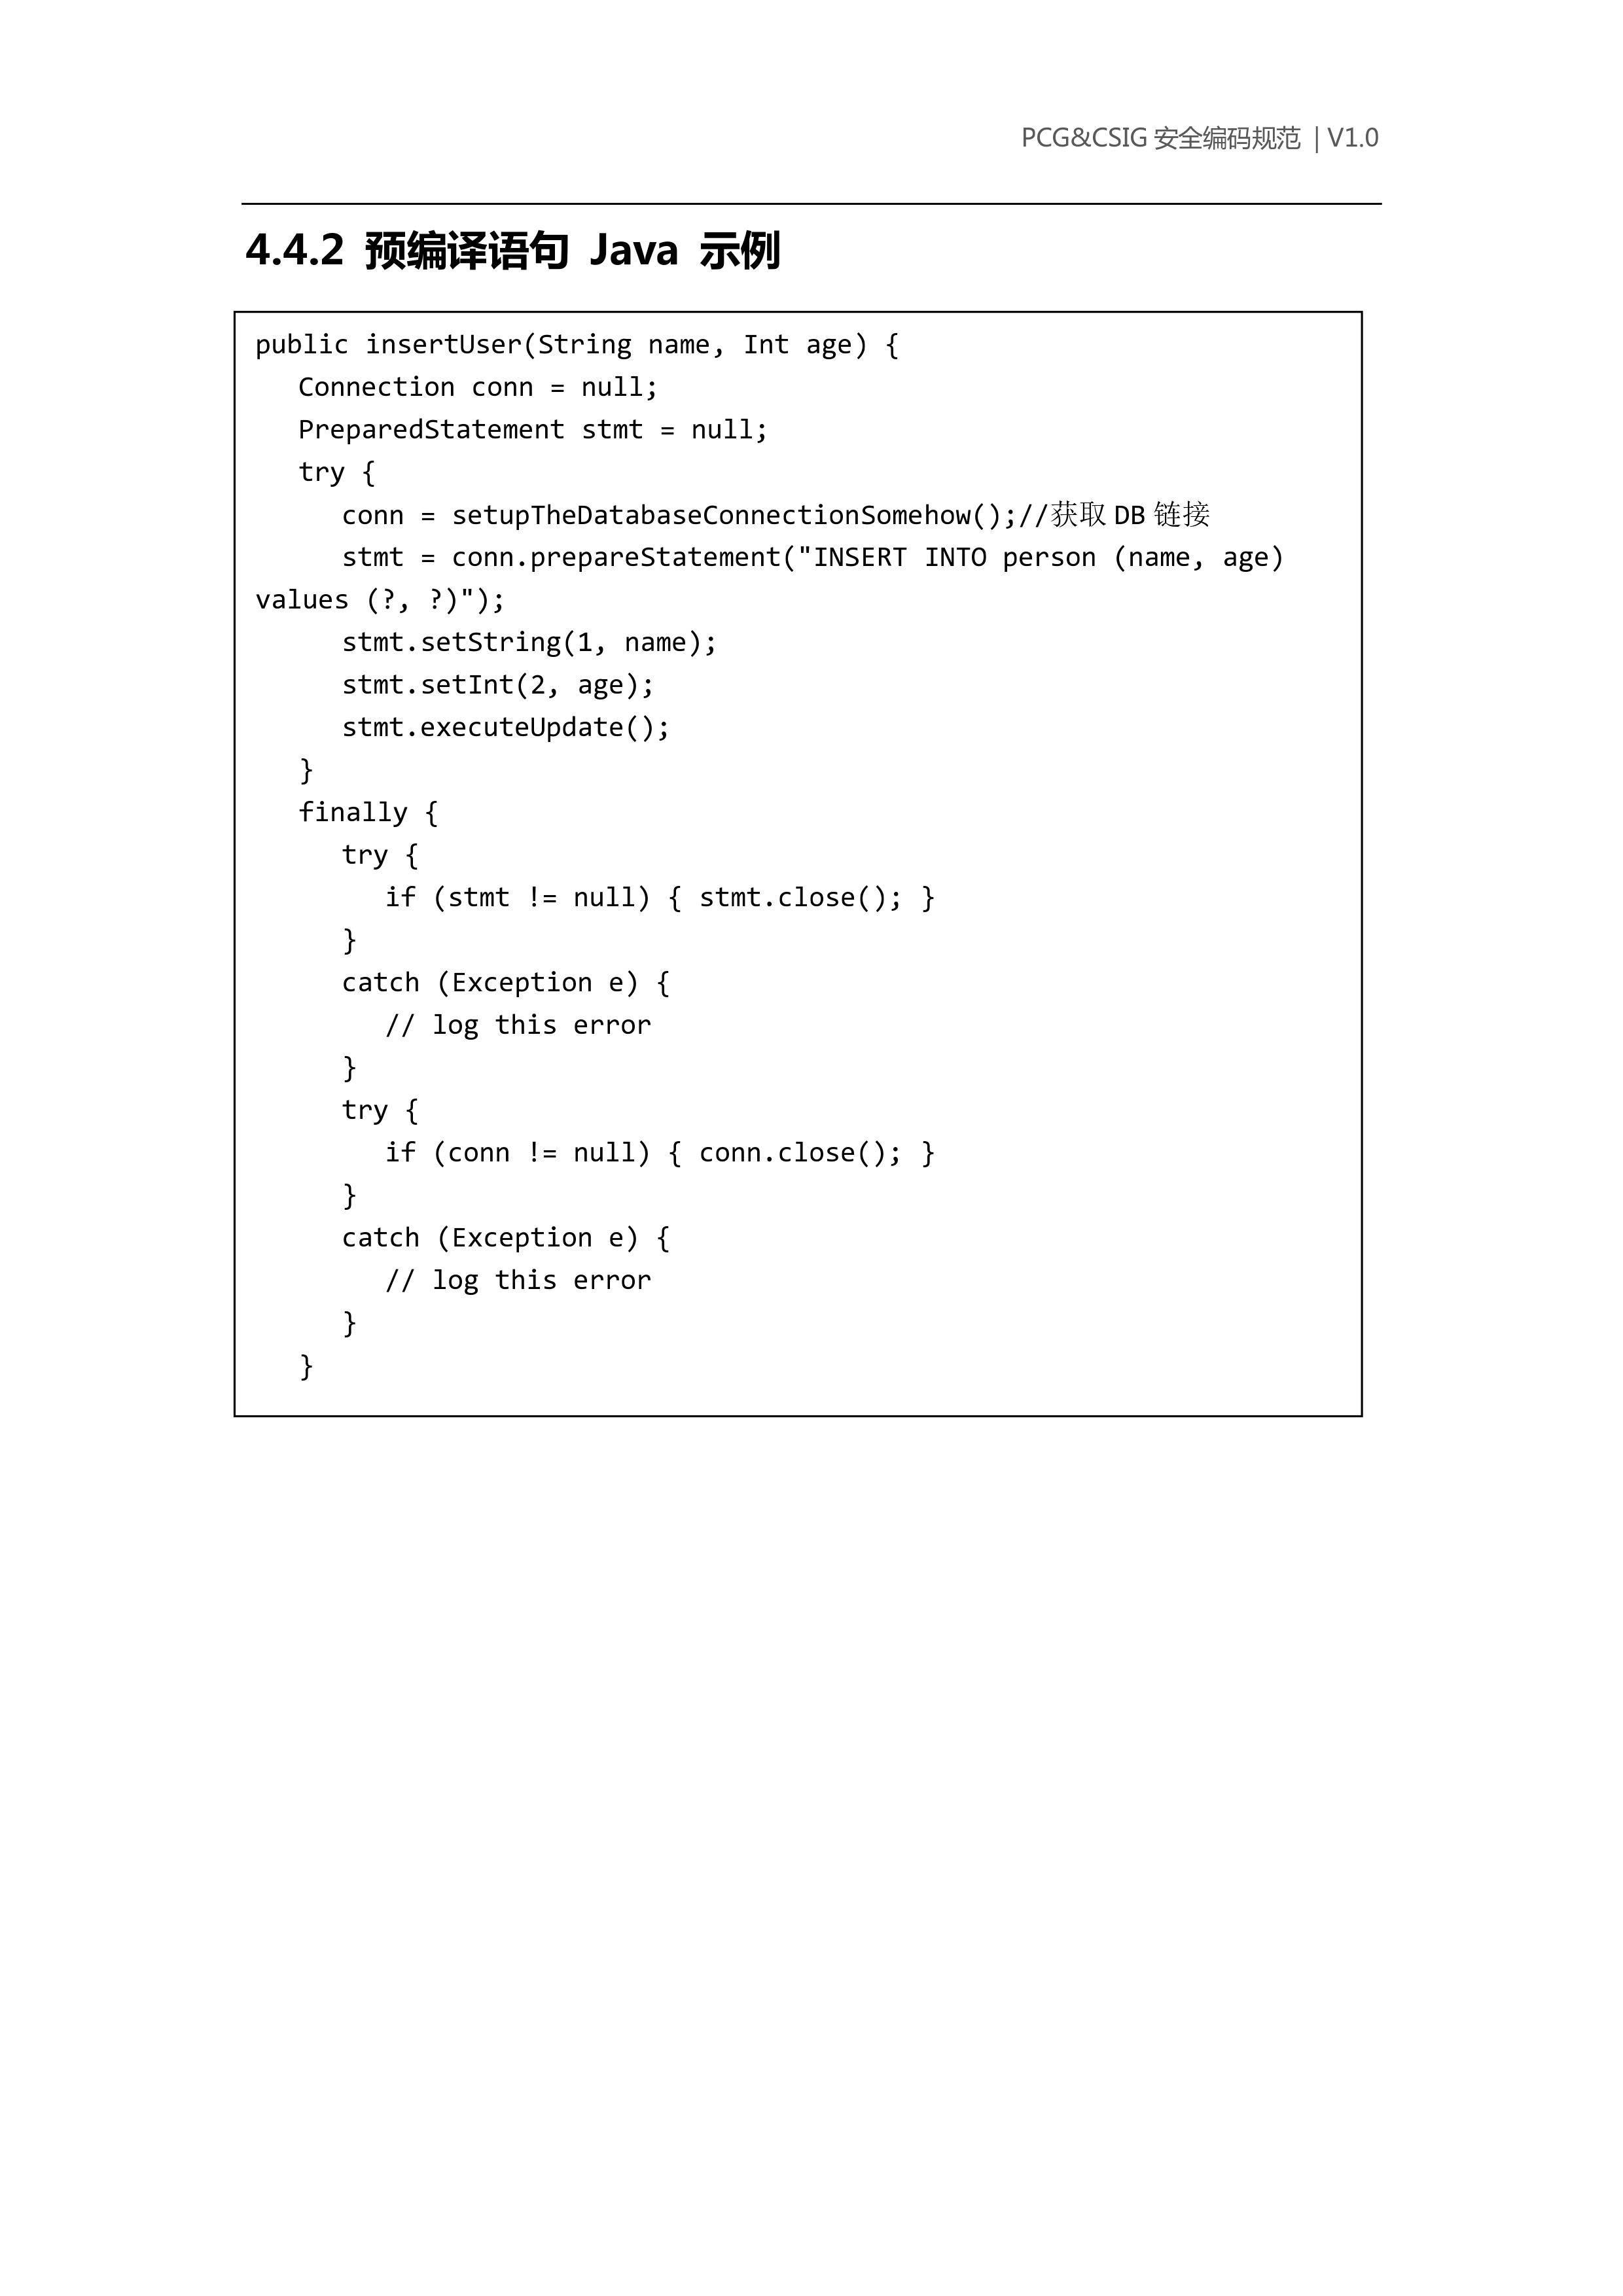 PCG&CSIG 安全编码规范 | V1.0
4.4.2 预编译语句 Java 示例
public insertUser(String name, Int age) {
Connection conn = null;
PreparedStatement stmt = null;
try {
conn = setupTheDatabaseConnectionSomehow();//获取 DB 链接
stmt = conn.prepareStatement("INSERT INTO person (name, age)
values (?, ?)");
stmt.setString(1, name);
stmt.setInt(2, age);
stmt.executeUpdate();
}
finally {
try {
if (stmt != null) { stmt.close(); }
}
catch (Exception e) {
// log this error
}
try {
if (conn != null) { conn.close(); }
}
catch (Exception e) {
// log this error
}
}